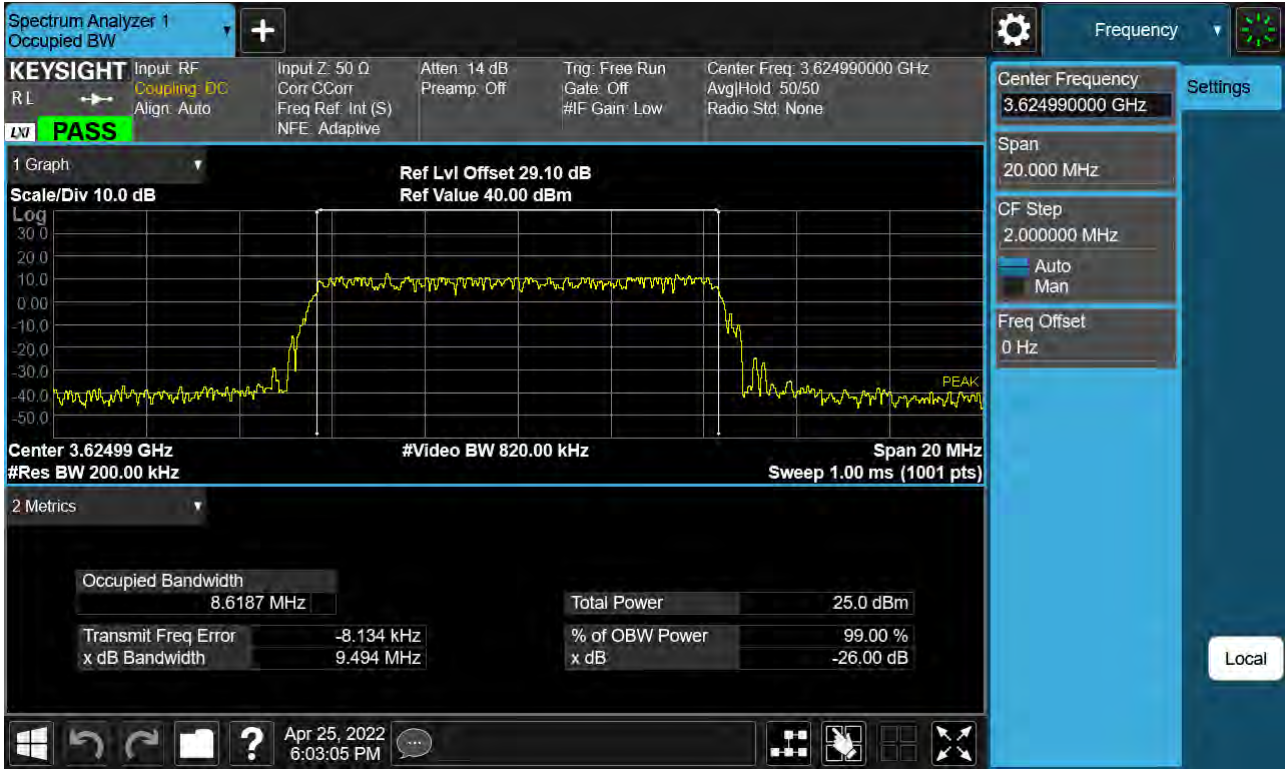 Spectrum Analyzer 1
Occupied BW
+
Frequency
KEYSIGHT
RL
LXI
PASS
Input: RF
Coupling: DC
Align: Auto
Input Z: 50 Ω
Corr CCorr
Freq Ref: Int (S)
NFE: Adaptive
Atten: 14 dB
Preamp: Off
Trig: Free Run
Gate: Off
#IF Gain: Low
Center Freq: 3.624990000 GHz
Avg|Hold: 50/50
Radio Std: None
Center Frequency
3.624990000 GHz
Settings
Span
20.000 MHz
CF Step
2.000000 MHz
Auto
Man
Freq Offset
0 Hz
Local
1 Graph
Scale/Div 10.0 dB
Ref Lvl Offset 29.10 dB
Ref Value 40.00 dBm
Log
30.0
20.0
10.0
0.00
-10.0
-20.0
-30.0
-40.0
-50.0
PEAK
Center 3.62499 GHz
#Res BW 200.00 kHz
#Video BW 820.00 kHz
Span 20 MHz
Sweep 1.00 ms (1001 pts)
2 Metrics
Occupied Bandwidth
8.6187 MHz
Transmit Freq Error -8.134 kHz
x dB Bandwidth 9.494 MHz
Total Power 25.0 dBm
% of OBW Power 99.00 %
x dB -26.00 dB
?
Apr 25, 2022
6:03:05 PM